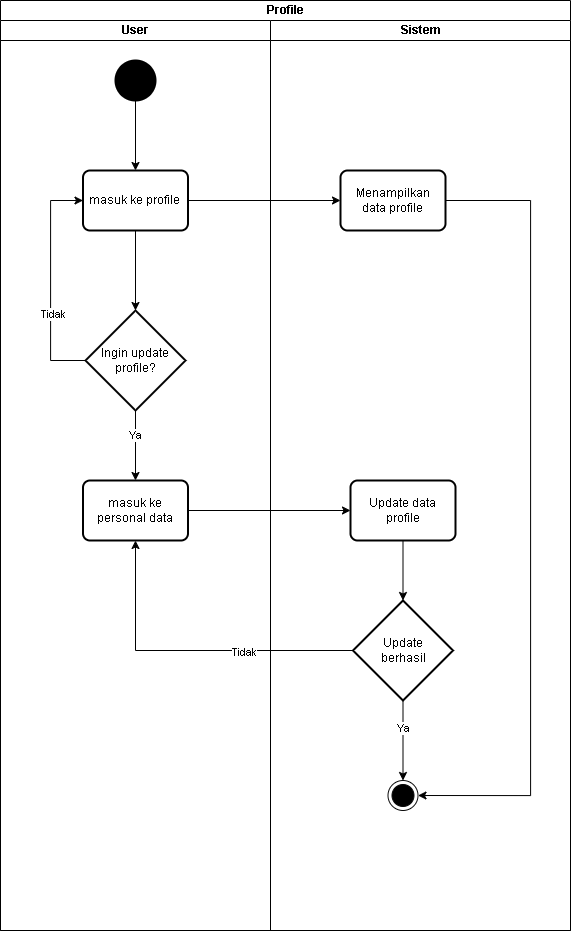 Profile
User
Sistem
masuk ke profile
Menampilkan
data profile
Tidak
Ingin update
profile?
Ya
masuk ke
personal data
Update data
profile
Update
berhasil
Tidak
Ya